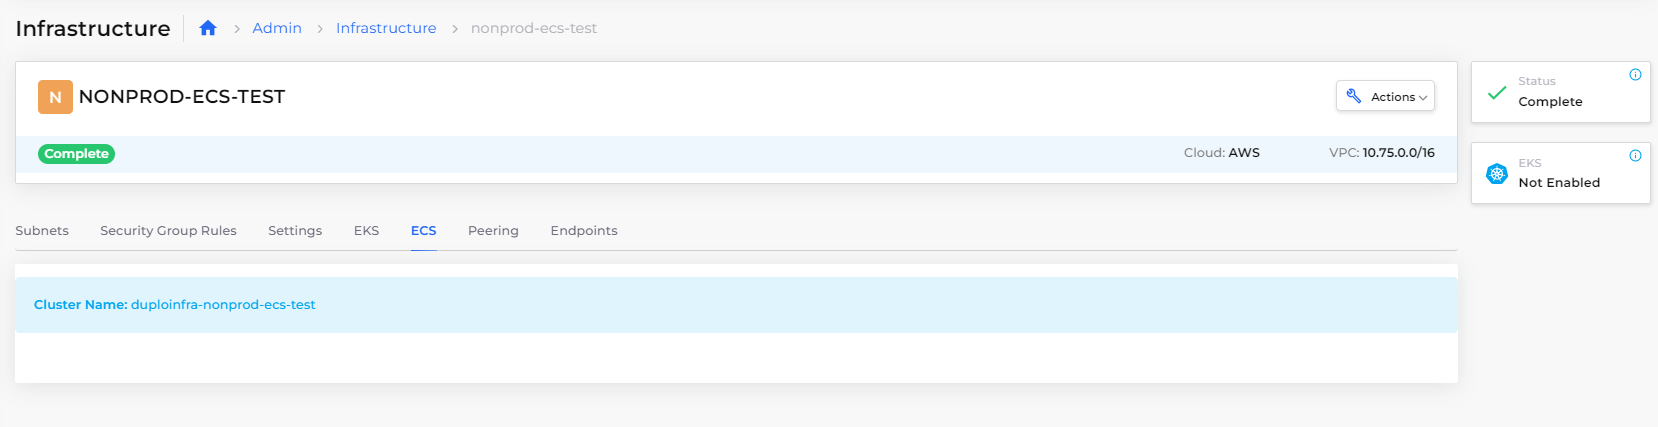 Infrastructure
Admin
Infrastructure
nonprod-ecs-test
N
NONPROD-ECS-TEST
Actions
Complete
Cloud: AWS
VPC: 10.75.0.0/16
Status
Complete
EKS
Not Enabled
Subnets
Security Group Rules
Settings
EKS
ECS
Peering
Endpoints
Cluster Name: duploinfra-nonprod-ecs-test